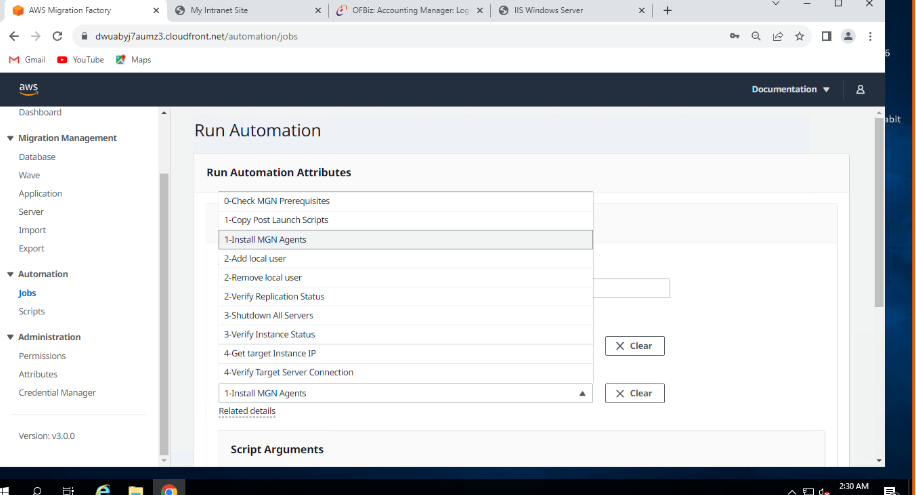 AWS Migration Factory
My Intranet Site
OFBiz: Accounting Manager: Log
IIS Windows Server
dwuabyj7aumz3.cloudfront.net/automation/jobs
Gmail
YouTube
Maps
aws
Documentation
Dashboard
Migration Management
Database
Wave
Application
Server
Import
Export
Automation
Jobs
Scripts
Administration
Permissions
Attributes
Credential Manager
Version: v3.0.0
Run Automation
Run Automation Attributes
0-Check MGN Prerequisites
1-Copy Post Launch Scripts
1-Install MGN Agents
2-Add local user
2-Remove local user
2-Verify Replication Status
3-Shutdown All Servers
3-Verify Instance Status
4-Get target Instance IP
4-Verify Target Server Connection
Clear
1-Install MGN Agents
Clear
Related details
Script Arguments
2:30 AM